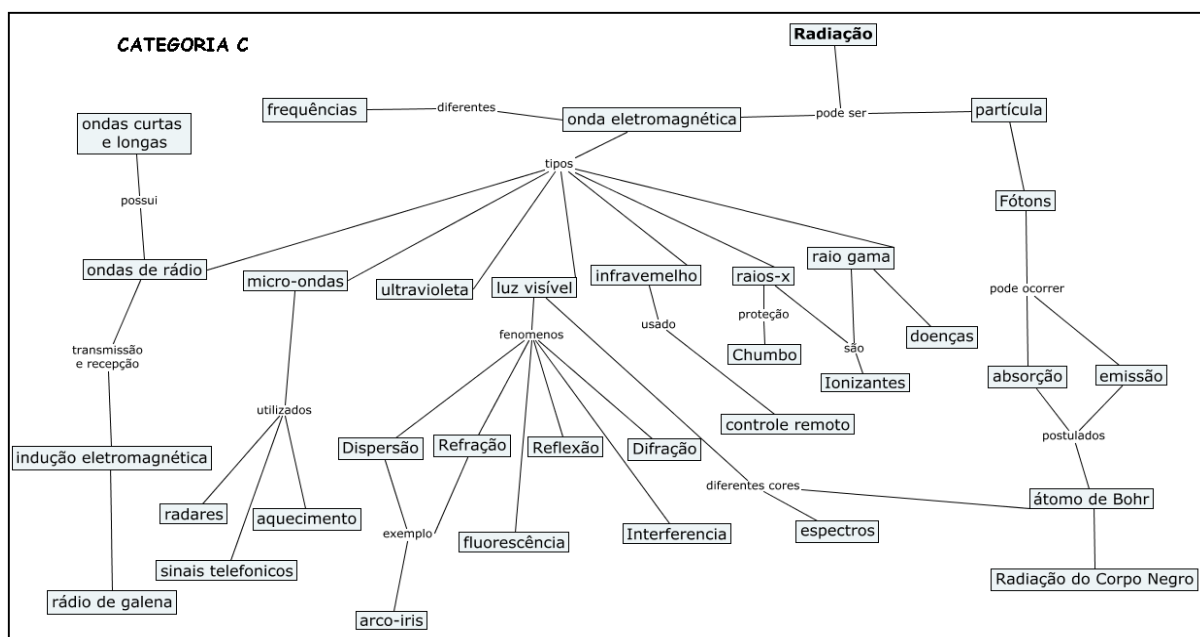 CATEGORIA C
Radiação
frequências
diferentes
onda eletromagnética
pode ser
partícula
ondas curtas
e longas
tipos
possui
Fótons
ondas de rádio
micro-ondas
ultravioleta
luz visível
infravemelho
raios-x
raio gama
pode ocorrer
transmissão
e recepção
fenomenos
usado
proteção
são
doenças
Chumbo
Ionizantes
absorção
emissão
utilizados
controle remoto
postulados
indução eletromagnética
Dispersão
Refração
Reflexão
Difração
diferentes cores
átomo de Bohr
radares
aquecimento
exemplo
fluorescência
Interferencia
espectros
sinais telefonicos
Radiação do Corpo Negro
rádio de galena
arco-iris